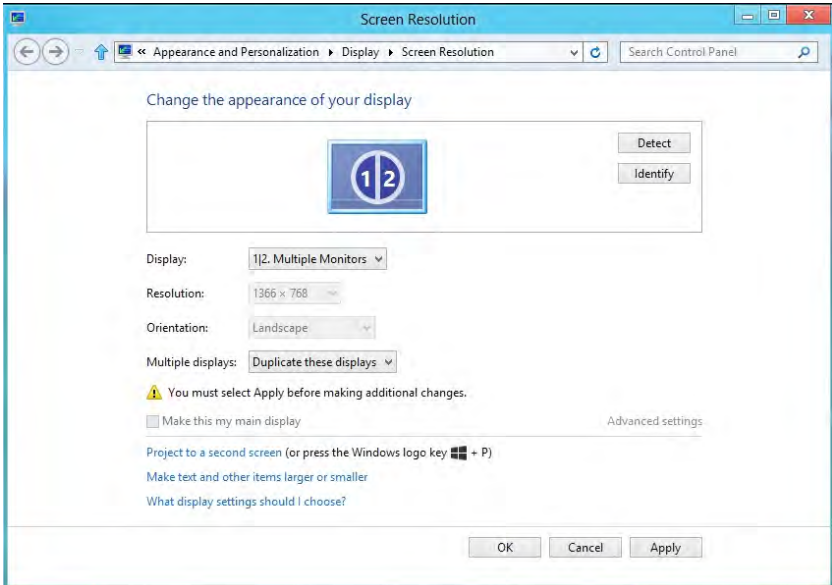 Screen Resolution
« Appearance and Personalization Display Screen Resolution Search Control Panel
Change the appearance of your display
1 2
Detect
Identify
Display: 1|2. Multiple Monitors
Resolution: 1366 × 768
Orientation: Landscape
Multiple displays: Duplicate these displays
You must select Apply before making additional changes.
Make this my main display Advanced settings
Project to a second screen (or press the Windows logo key + P)
Make text and other items larger or smaller
What display settings should I choose?
OK Cancel Apply